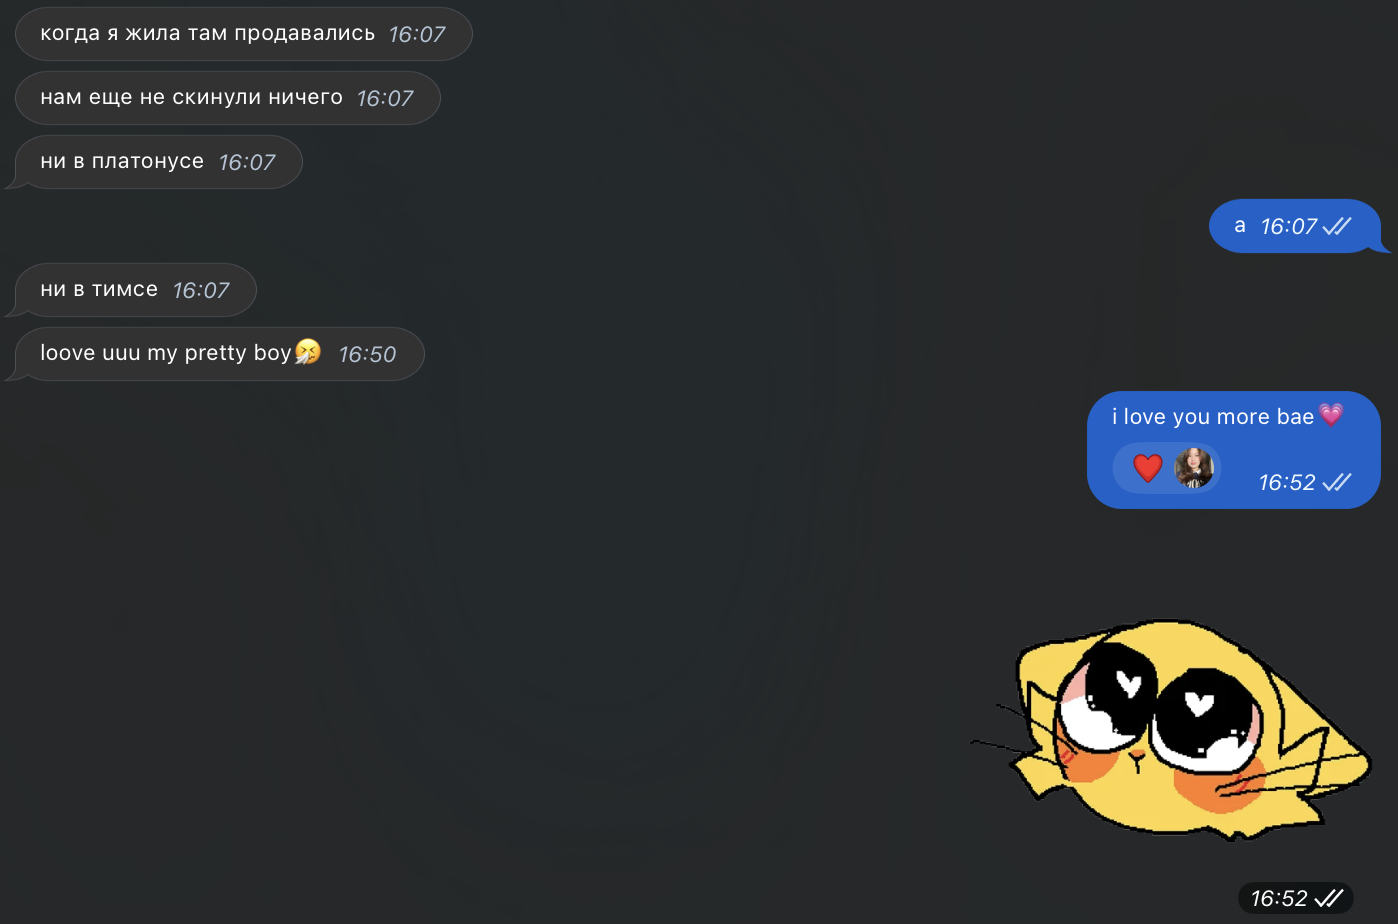 когда я жила там продавались 16:07
нам еще не скинули ничего 16:07
ни в платонусе 16:07
а 16:07
ни в тимсе 16:07
loove uuu my pretty boy🤧 16:50
i love you more bae💗
❤️ 16:52
16:52